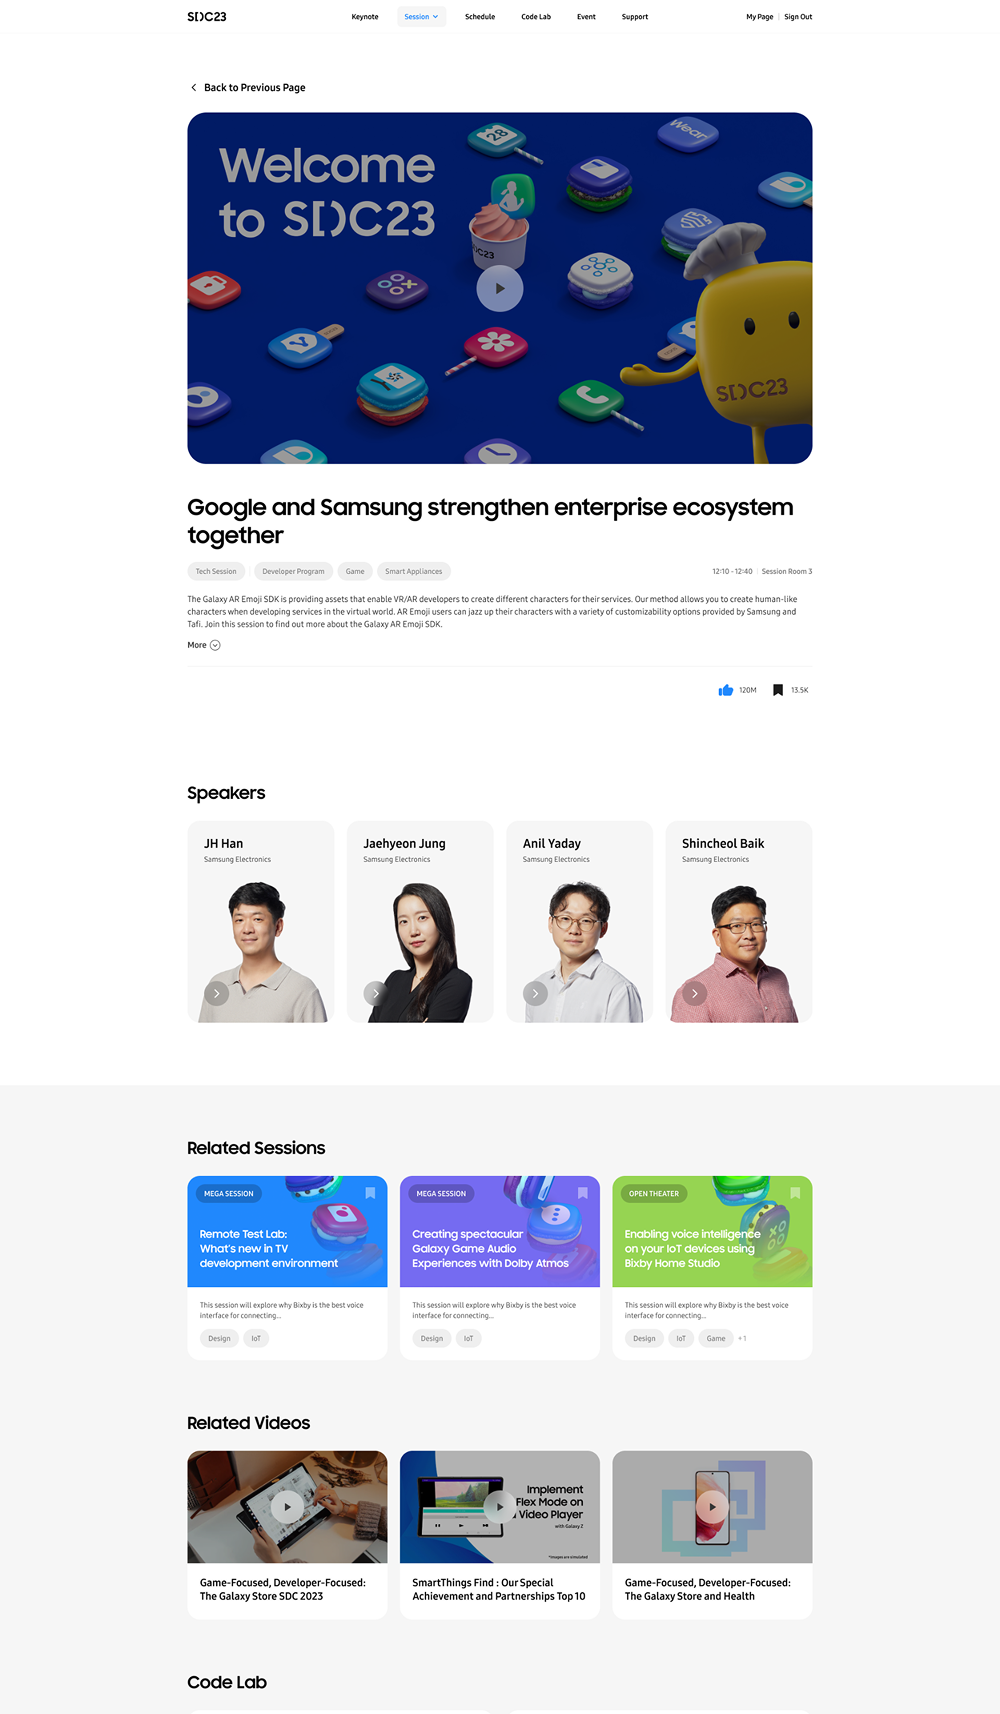 SDC23
Keynote
Session
Schedule
Code Lab
Event
Support
My Page | Sign Out
Back to Previous Page
Welcome
to SDC23
28
Wear
SDC23
SDC23
Google and Samsung strengthen enterprise ecosystem
together
Tech Session
Developer Program
Game
Smart Appliances
12:10 - 12:40 | Session Room 3
The Galaxy AR Emoji SDK is providing assets that enable VR/AR developers to create different characters for their services. Our method allows you to create human-like
characters when developing services in the virtual world. AR Emoji users can jazz up their characters with a variety of customizability options provided by Samsung and
Tafi. Join this session to find out more about the Galaxy AR Emoji SDK.
More
120M
13.5K
Speakers
JH Han
Samsung Electronics
Jaehyeon Jung
Samsung Electronics
Anil Yaday
Samsung Electronics
Shincheol Baik
Samsung Electronics
Related Sessions
MEGA SESSION
Remote Test Lab:
What's new in TV
development environment
This session will explore why Bixby is the best voice
interface for connecting...
Design
IoT
MEGA SESSION
Creating spectacular
Galaxy Game Audio
Experiences with Dolby Atmos
This session will explore why Bixby is the best voice
interface for connecting...
Design
IoT
OPEN THEATER
Enabling voice intelligence
on your IoT devices using
Bixby Home Studio
This session will explore why Bixby is the best voice
interface for connecting...
Design
IoT
Game
+1
Related Videos
Game-Focused, Developer-Focused:
The Galaxy Store SDC 2023
Implement
Flex Mode on
Video Player
with Galaxy Z
*Images are simulated
SmartThings Find : Our Special
Achievement and Partnerships Top 10
Game-Focused, Developer-Focused:
The Galaxy Store and Health
Code Lab